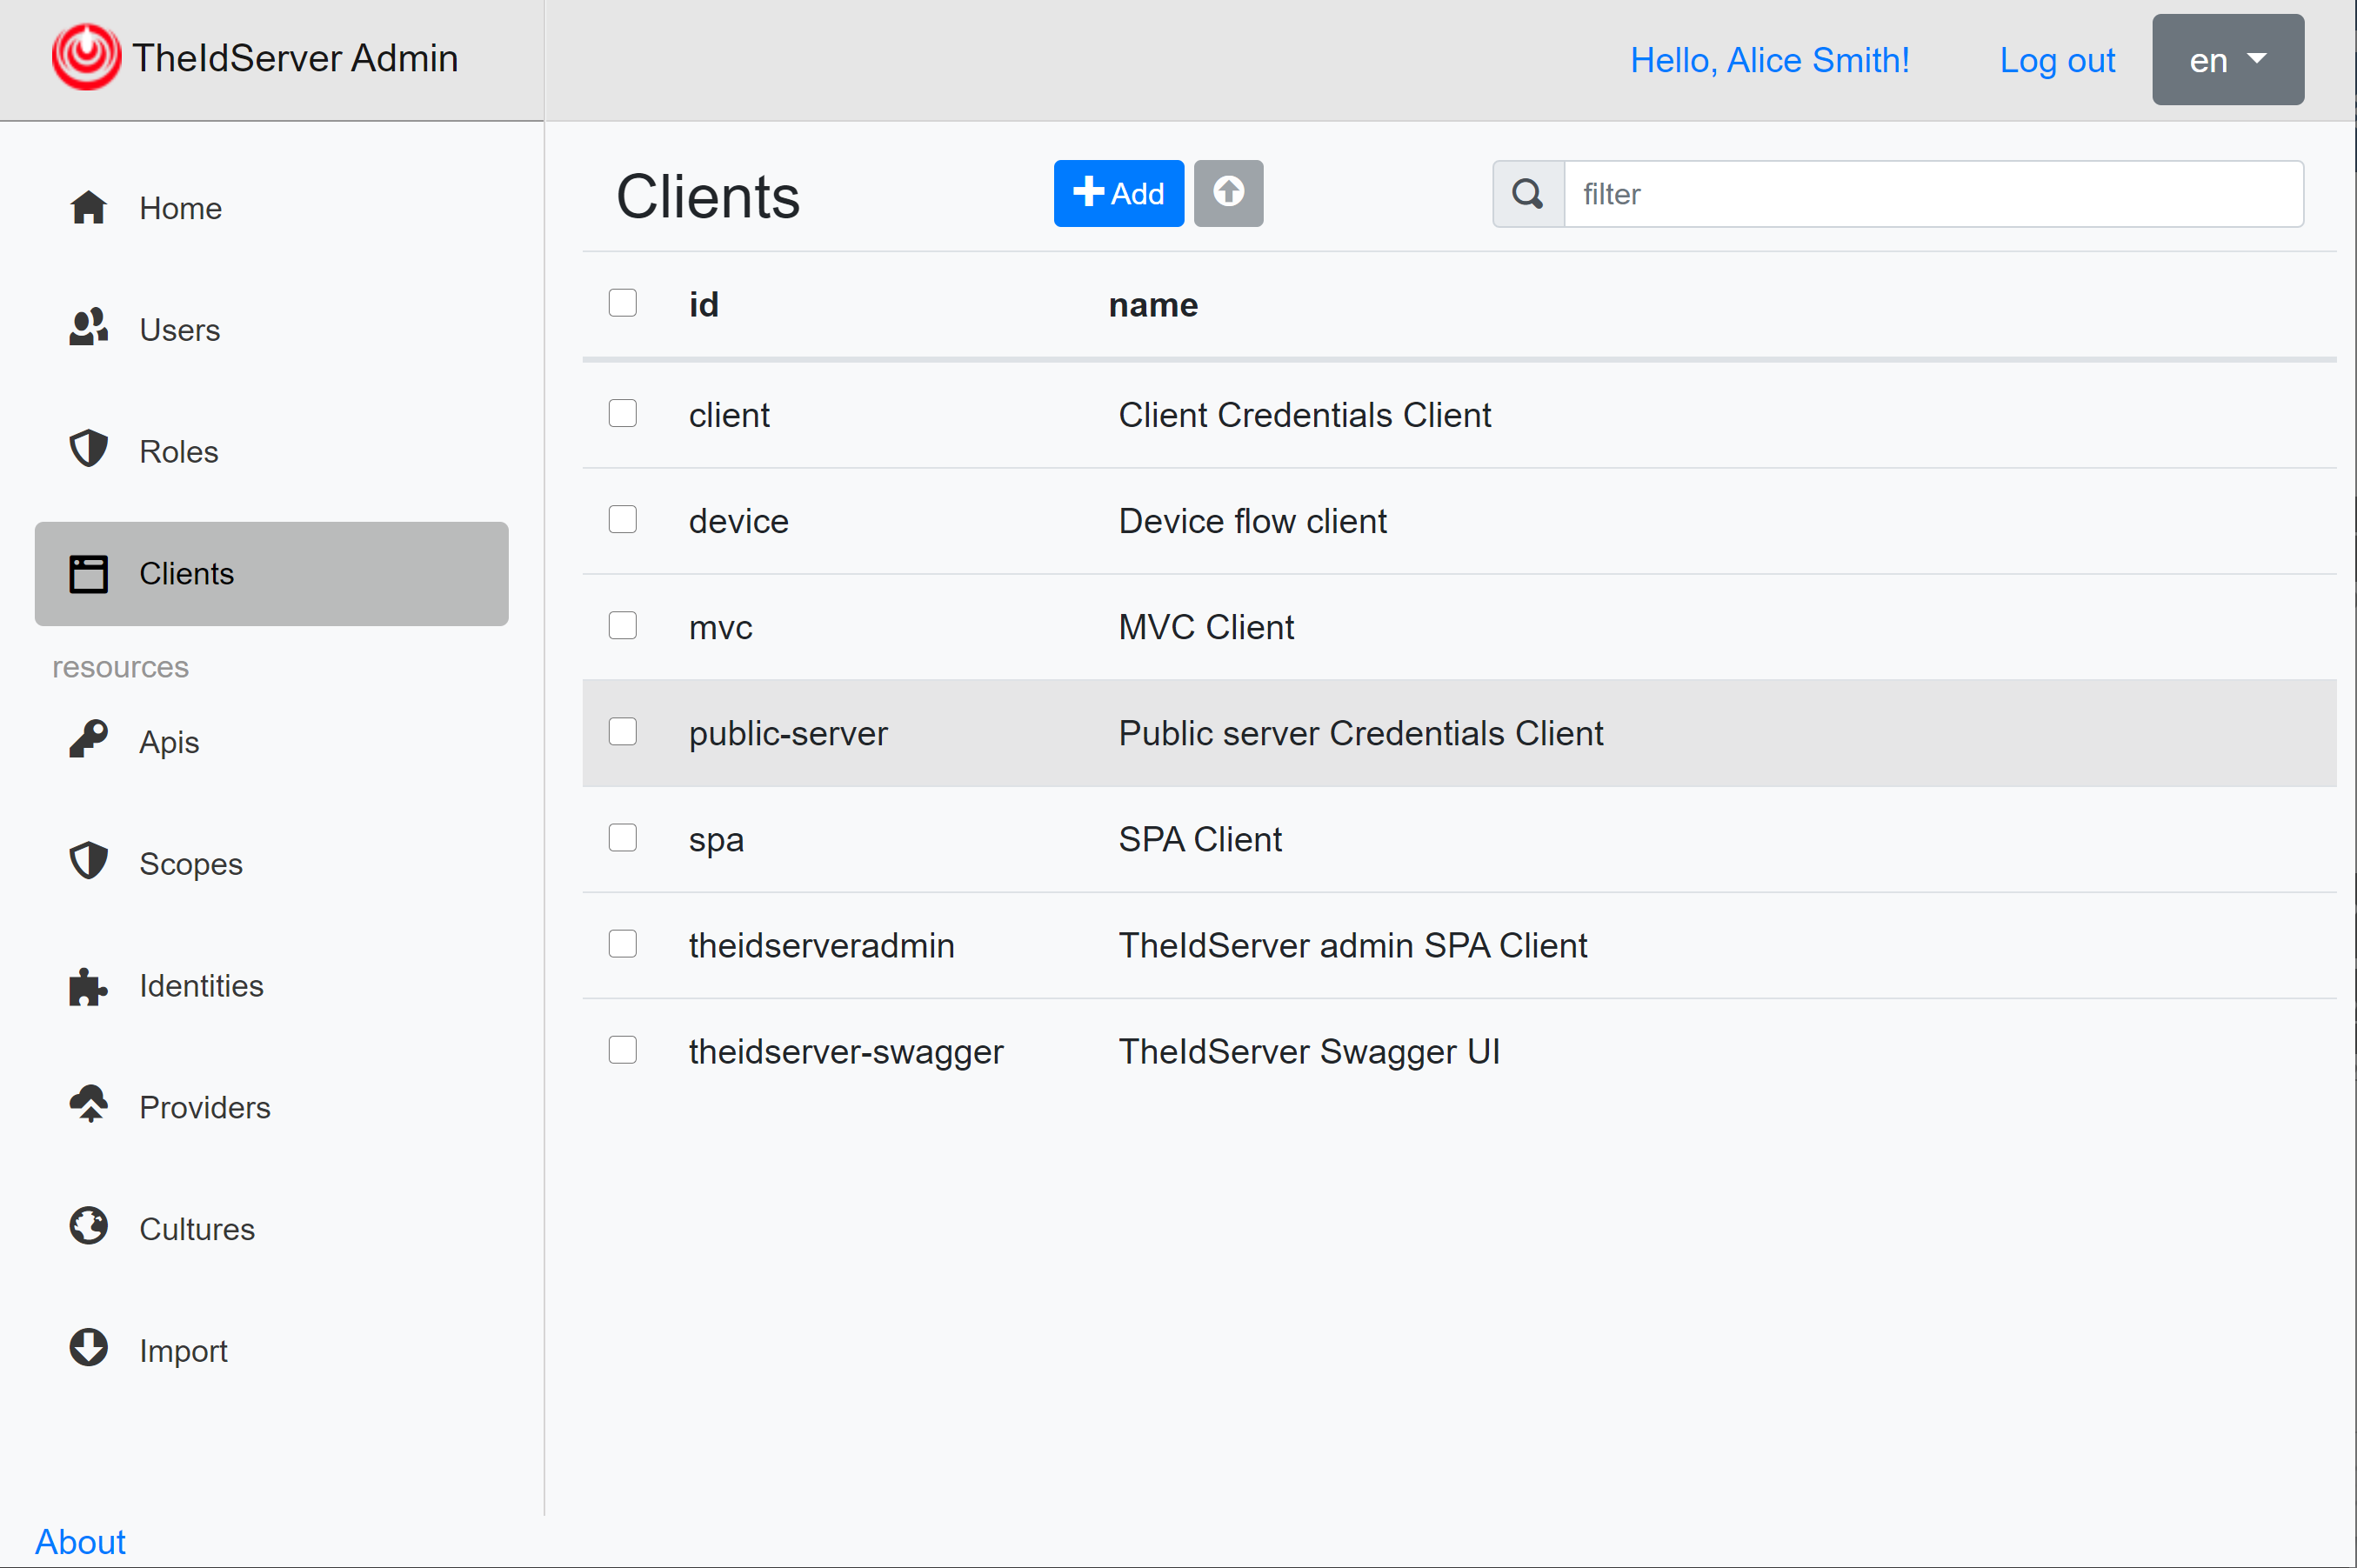 TheIdServer Admin
Hello, Alice Smith!
Log out
en
Home
Users
Roles
Clients
resources
Apis
Scopes
Identities
Providers
Cultures
Import
About
Clients
Add
filter
id name
client Client Credentials Client
device Device flow client
mvc MVC Client
public-server Public server Credentials Client
spa SPA Client
theidserveradmin TheIdServer admin SPA Client
theidserver-swagger TheIdServer Swagger UI